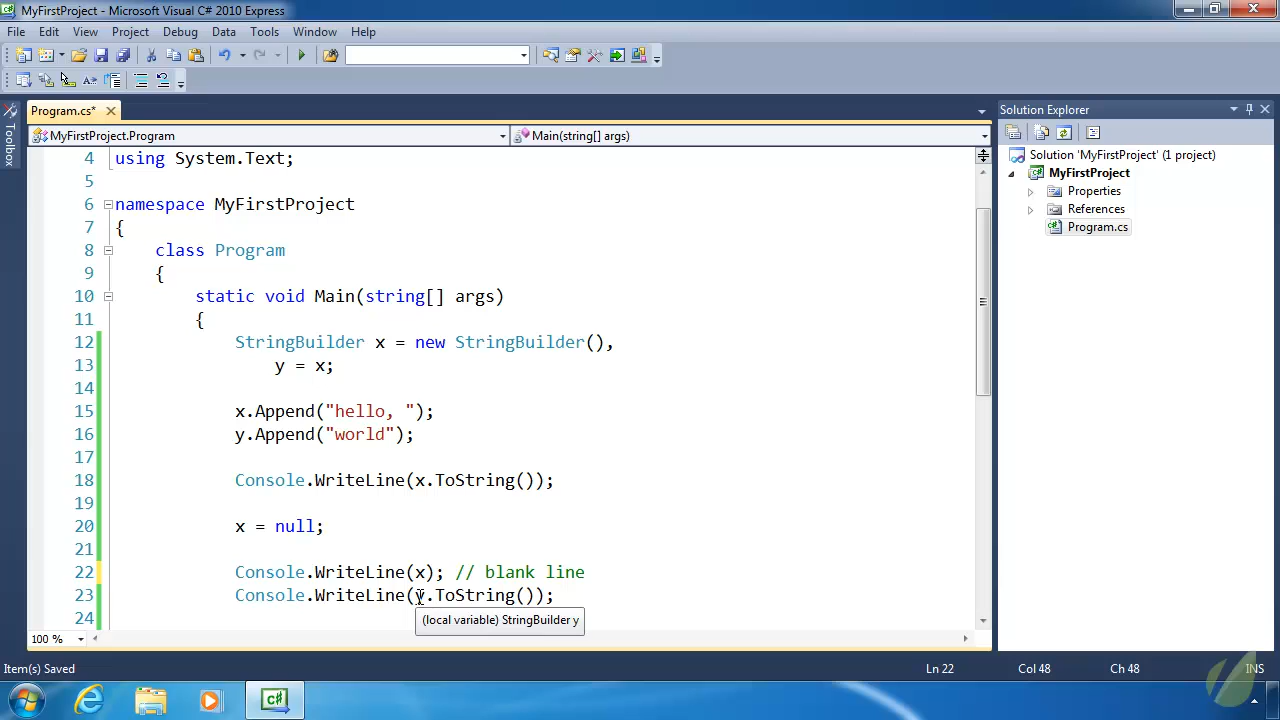 MyFirstProject - Microsoft Visual C# 2010 Express
File Edit View Project Debug Data Tools Window Help
Program.cs* Solution Explorer
MyFirstProject.Program Main(string[] args)
Toolbox
4 using System.Text;
5
6 namespace MyFirstProject
7 {
8 class Program
9 {
10 static void Main(string[] args)
11 {
12 StringBuilder x = new StringBuilder(),
13 y = x;
14
15 x.Append("hello, ");
16 y.Append("world");
17
18 Console.WriteLine(x.ToString());
19
20 x = null;
21
22 Console.WriteLine(x); // blank line
23 Console.WriteLine(y.ToString());
24
(local variable) StringBuilder y
100 %
Solution 'MyFirstProject' (1 project)
MyFirstProject
Properties
References
Program.cs
Item(s) Saved Ln 22 Col 48 Ch 48 INS
C#